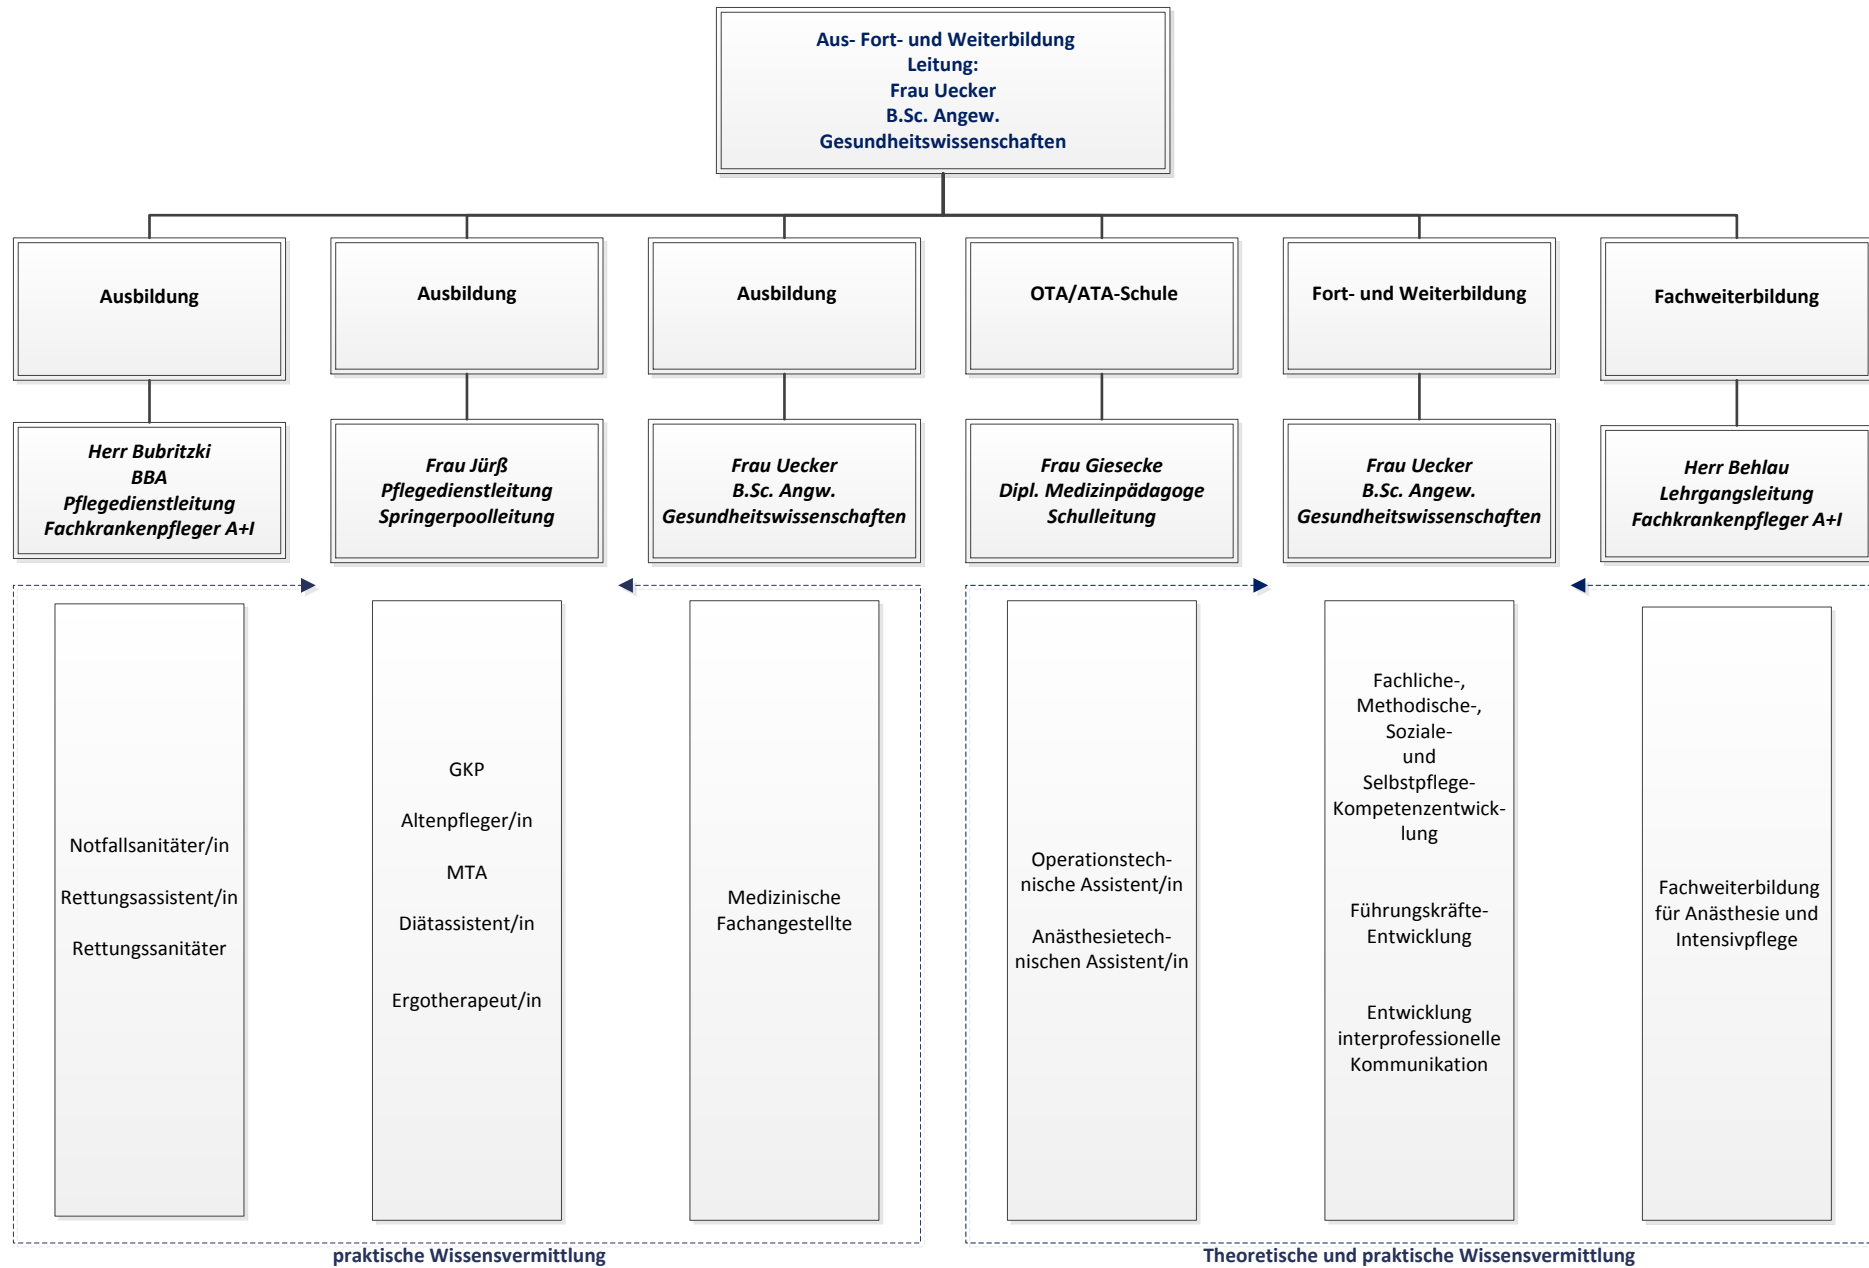 Aus- Fort- und Weiterbildung
Leitung:
Frau Uecker
B.Sc. Angew.
Gesundheitswissenschaften
Ausbildung
Ausbildung
Ausbildung
OTA/ATA-Schule
Fort- und Weiterbildung
Fachweiterbildung
Herr Bubritzki
BBA
Pflegedienstleitung
Fachkrankenpfleger A+I
Frau Jürß
Pflegedienstleitung
Springerpoolleitung
Frau Uecker
B.Sc. Angw.
Gesundheitswissenschaften
Frau Giesecke
Dipl. Medizinpädagoge
Schulleitung
Frau Uecker
B.Sc. Angew.
Gesundheitswissenschaften
Herr Behlau
Lehrgangsleitung
Fachkrankenpfleger A+I
Notfallsanitäter/in
Rettungsassistent/in
Rettungssanitäter
GKP
Altenpfleger/in
MTA
Diätassistent/in
Ergotherapeut/in
Medizinische
Fachangestellte
Operationstech-
nische Assistent/in
Anästhesietech-
nischen Assistent/in
Fachliche-,
Methodische-,
Soziale-
und
Selbstpflege-
Kompetenzentwick-
lung
Führungskräfte-
Entwicklung
Entwicklung
interprofessionelle
Kommunikation
Fachweiterbildung
für Anästhesie und
Intensivpflege
praktische Wissensvermittlung
Theoretische und praktische Wissensvermittlung